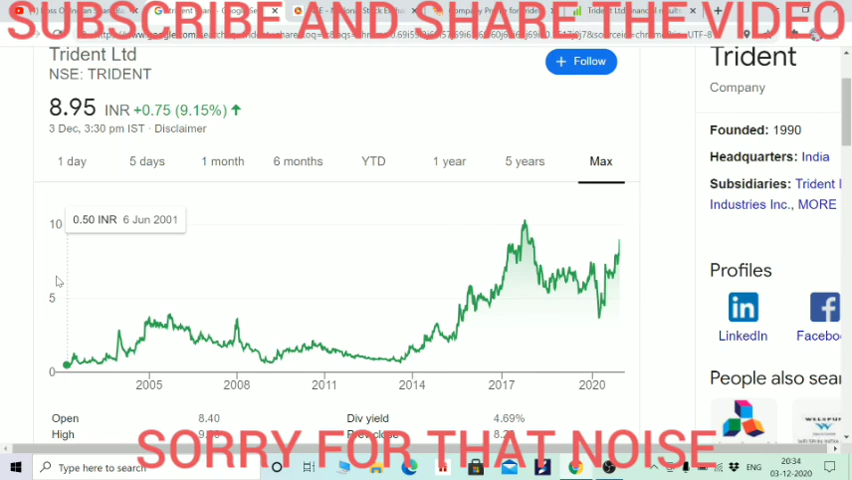 SUBSCRIBE AND SHARE THE VIDEO
Trident Ltd
NSE: TRIDENT
Follow
8.95 INR +0.75 (9.15%)
3 Dec, 3:30 pm IST · Disclaimer
1 day 5 days 1 month 6 months YTD 1 year 5 years Max
0.50 INR 6 Jun 2001
10
5
0
2005 2008 2011 2014 2017 2020
Open 8.40 Div yield 4.69%
High
Trident
Company
Founded: 1990
Headquarters: India
Subsidiaries: Trident
Industries Inc., MORE
Profiles
LinkedIn Facebo
People also sear
SORRY FOR THAT NOISE
Type here to search
ENG
20:34
03-12-2020